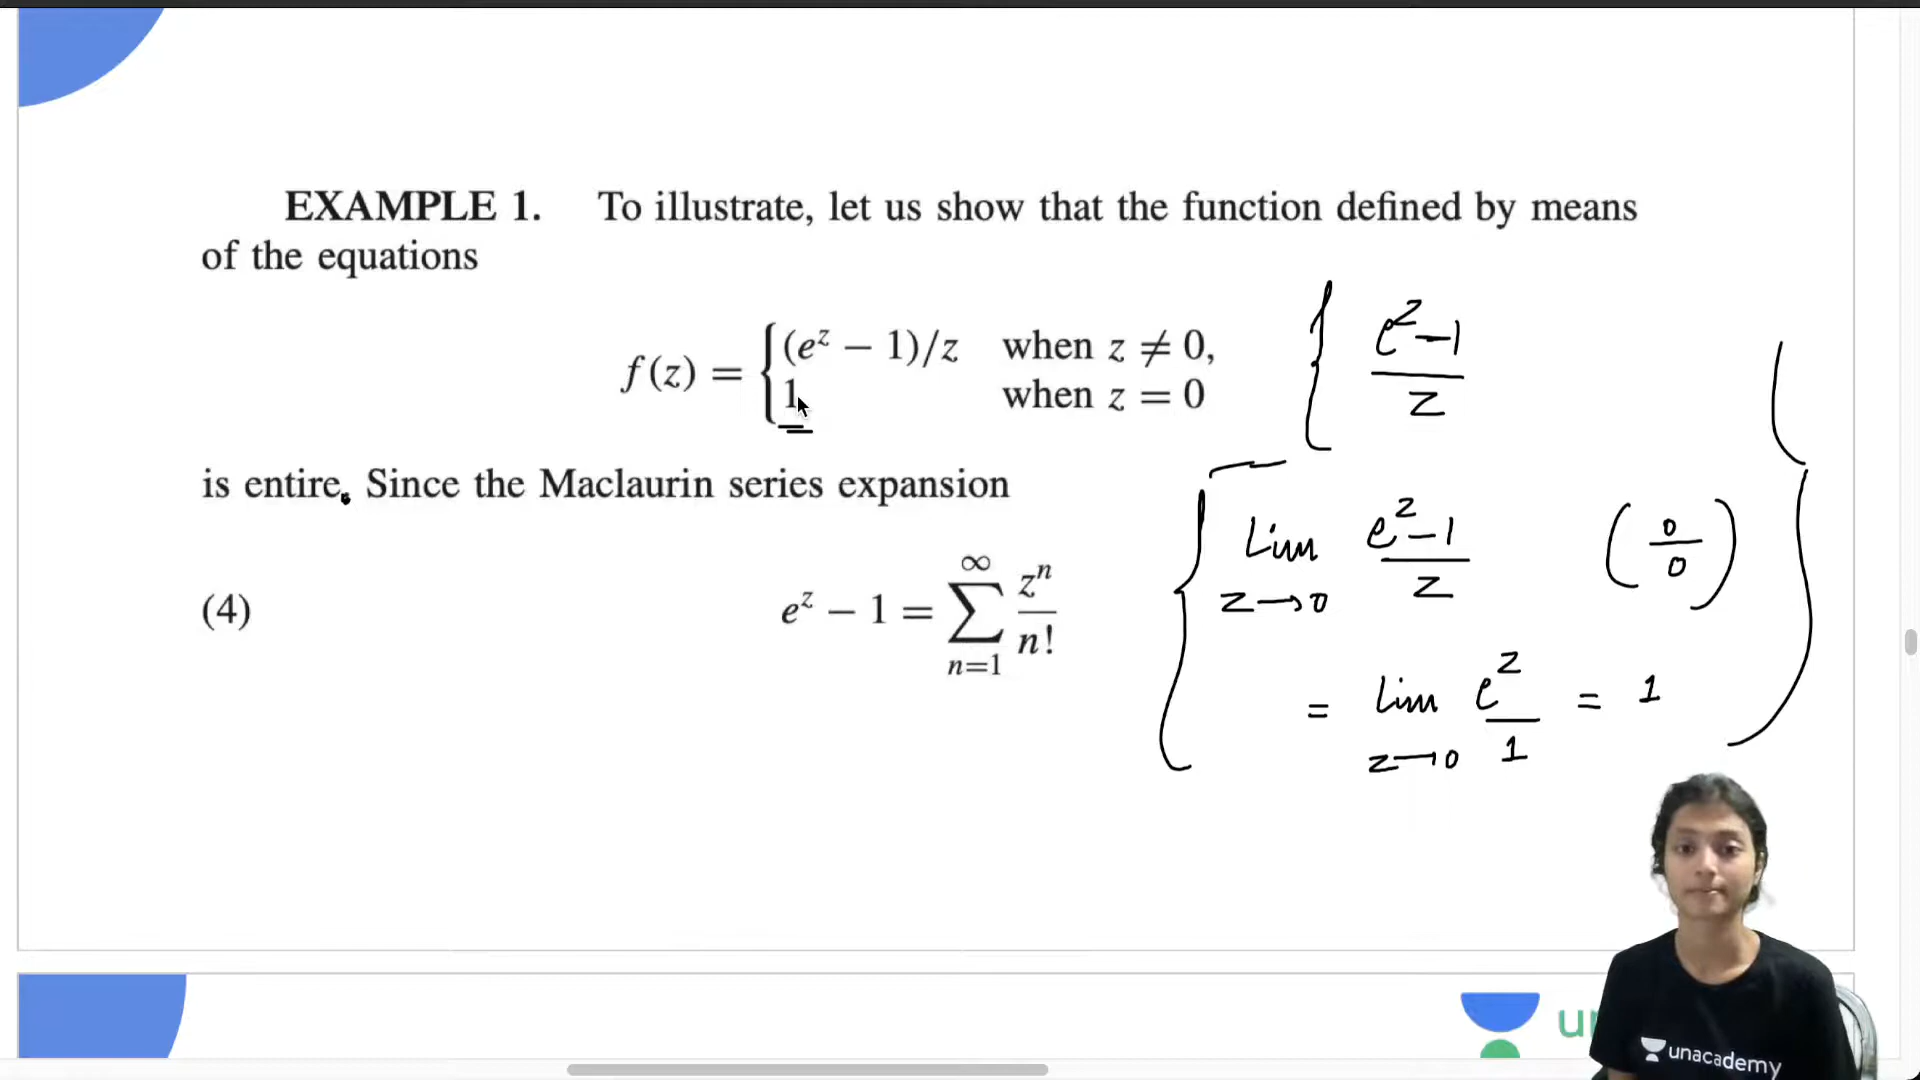 EXAMPLE 1. To illustrate, let us show that the function defined by means
of the equations
f(z) = { (e^z − 1)/z when z ≠ 0,
1 when z = 0
is entire. Since the Maclaurin series expansion
(4) e^z − 1 = ∑_{n=1}^{∞} z^n / n!
{ e^z − 1 / z
Lim z→0 e^z − 1 / z (0/0)
= Lim z→0 e^z / 1 = 1
un
unacademy